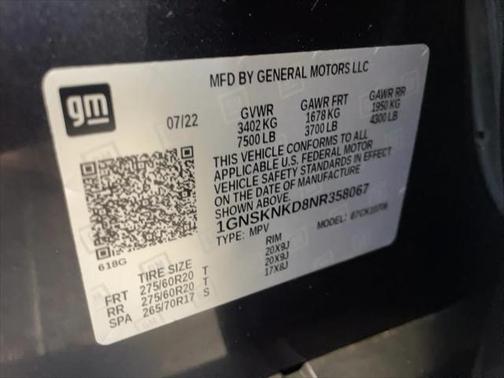 gm
MFD BY GENERAL MOTORS LLC
07/22
GVWR GAWR FRT GAWR RR
3402 KG 1678 KG 1950 KG
7500 LB 3700 LB 4300 LB
THIS VEHICLE CONFORMS TO ALL
APPLICABLE U.S. FEDERAL MOTOR
VEHICLE SAFETY STANDARDS IN EFFECT
ON THE DATE OF MANUFACTURE
SHOWN ABOVE.
1GNSKNKD8NR358067
TYPE: MPV MODEL:
618G
TIRE SIZE RIM
FRT 275/60R20 T 20X9J
RR 275/60R20 T 20X9J
SPA 265/70R17 S 17X8J